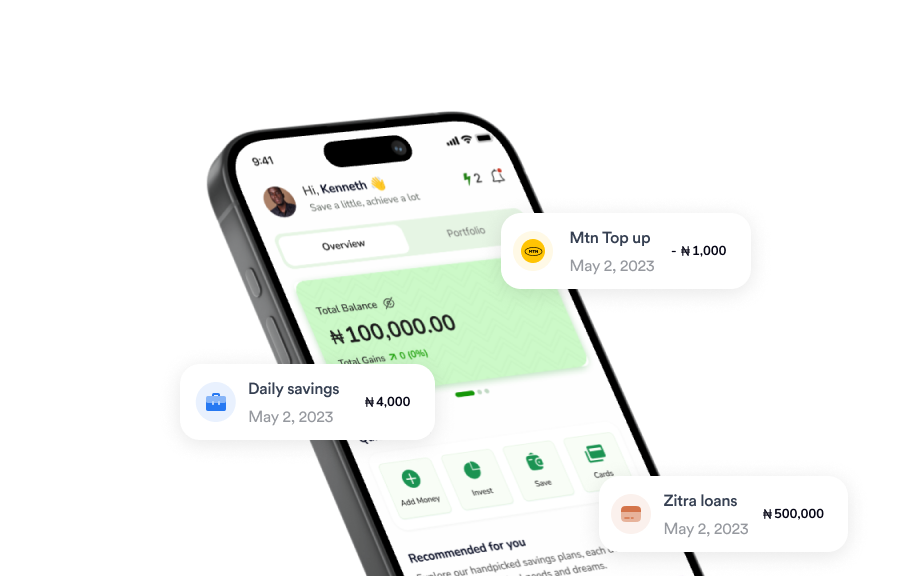 9:41
Hi, Kenneth 👋
2
Save a little, achieve a lot
Overview
Portfolio
Mtn Top up
- ₦ 1,000
May 2, 2023
MTN
Total Balance
₦100,000.00
Total Gains ↗ 0 (0%)
Daily savings
₦ 4,000
May 2, 2023
Add Money
Invest
Save
Cards
Zitra loans
₦ 500,000
May 2, 2023
Recommended for you
Explore our handpicked savings plans, each
needs and dreams.